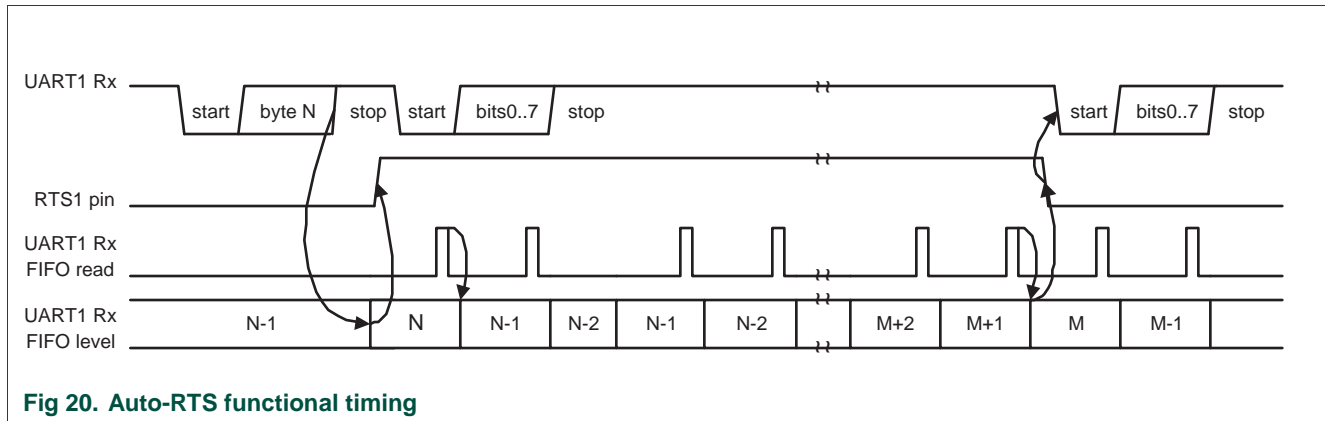 UART1 Rx
start byte N stop start bits0..7 stop start bits0..7 stop
RTS1 pin
UART1 Rx
FIFO read
UART1 Rx
FIFO level
N-1 N N-1 N-2 N-1 N-2 M+2 M+1 M M-1
Fig 20. Auto-RTS functional timing